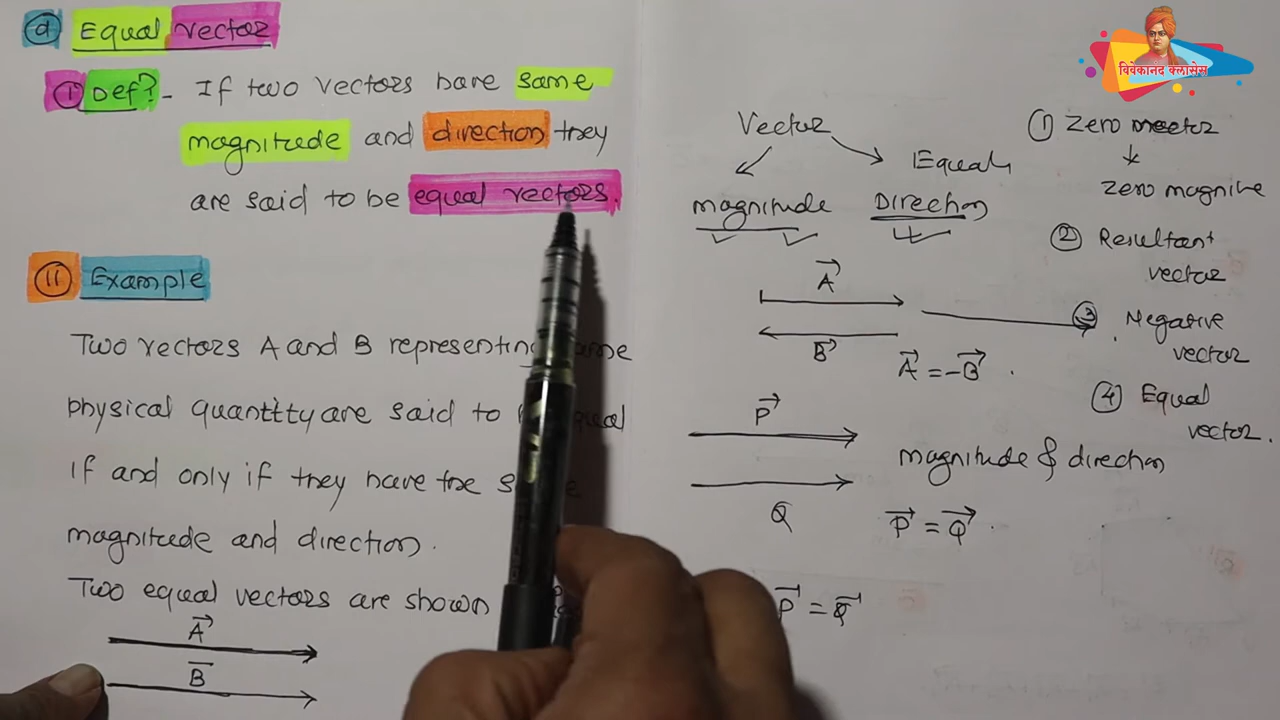 d Equal vector
i Def? - If two vectors have same
magnitude and direction they
are said to be equal vectors.
ii Example
Two vectors A and B representing
physical quantity are said to
if and only if they have the
magnitude and direction.
Two equal vectors are shown
A
B
Vector
Equal
magnitude Direction
A
B
A = -B
P
magnitude & direction
Q
P = Q
P = Q
1 Zero
Zero
2 Resultant
vector
3 Negative
vector
4 Equal
vector.
विवेकानंद क्लासेस